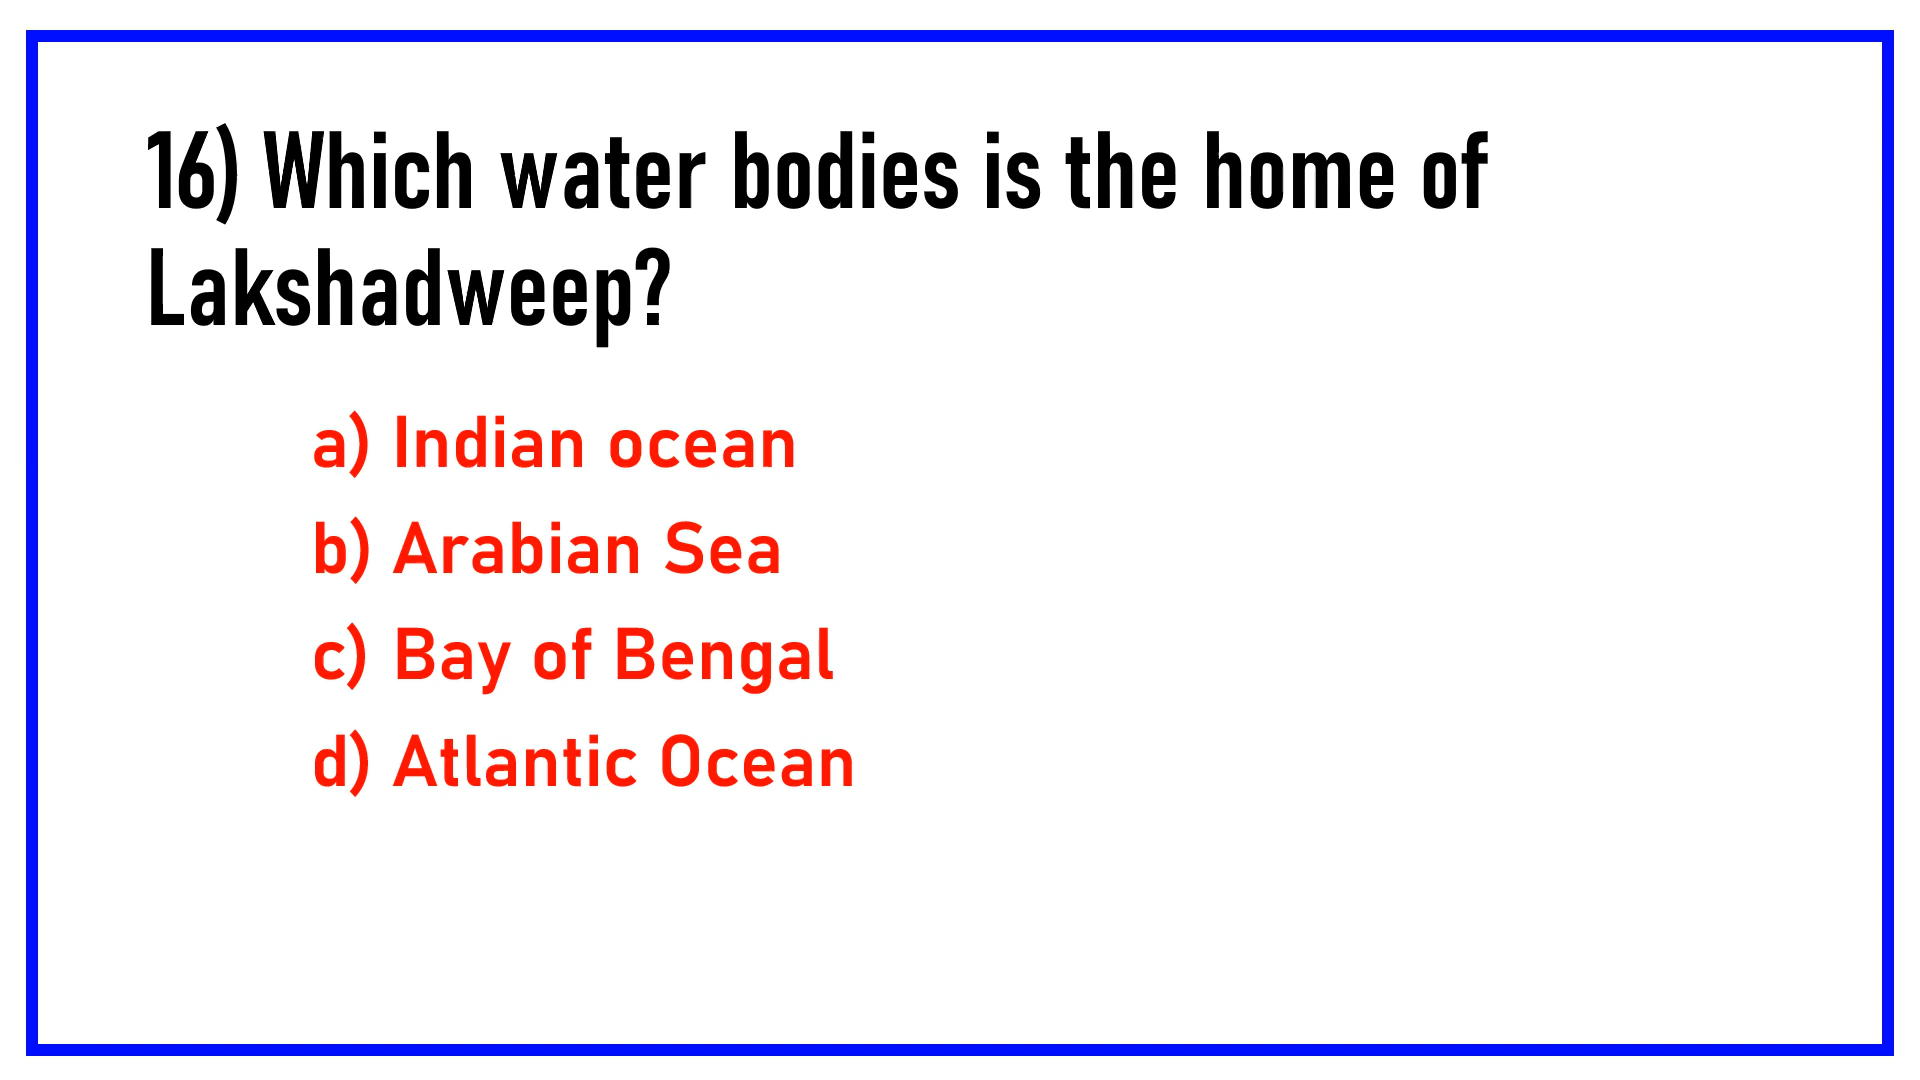 16) Which water bodies is the home of
Lakshadweep?
a) Indian ocean
b) Arabian Sea
c) Bay of Bengal
d) Atlantic Ocean